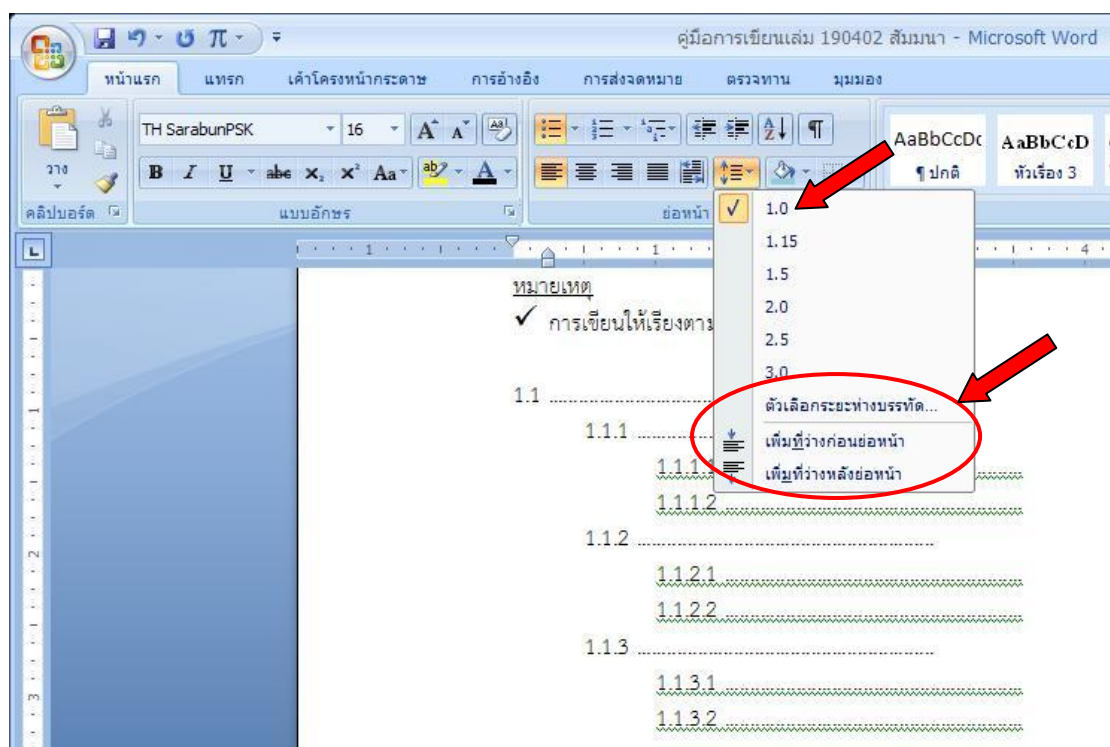 คู่มือการเขียนเล่ม 190402 สัมมนา - Microsoft Word
หน้าแรก แทรก เค้าโครงหน้ากระดาษ การอ้างอิง การส่งจดหมาย ตรวจทาน มุมมอง
TH SarabunPSK 16
AaBbCcDc AaBbCcD
วาง
B I U abc X₂ X² Aa ab A
¶ ปกติ หัวเรื่อง 3
คลิปบอร์ด แบบอักษร ย่อหน้า
1.0
1.15
1.5
2.0
2.5
3.0
ตัวเลือกระยะห่างบรรทัด...
เพิ่มที่ว่างก่อนย่อหน้า
เพิ่มที่ว่างหลังย่อหน้า
1 1 4
หมายเหตุ
✓ การเขียนให้เรียงตาม
1.1
1.1.1
1.1.1.1
1.1.1.2
1.1.2
1.1.2.1
1.1.2.2
1.1.3
1.1.3.1
1.1.3.2